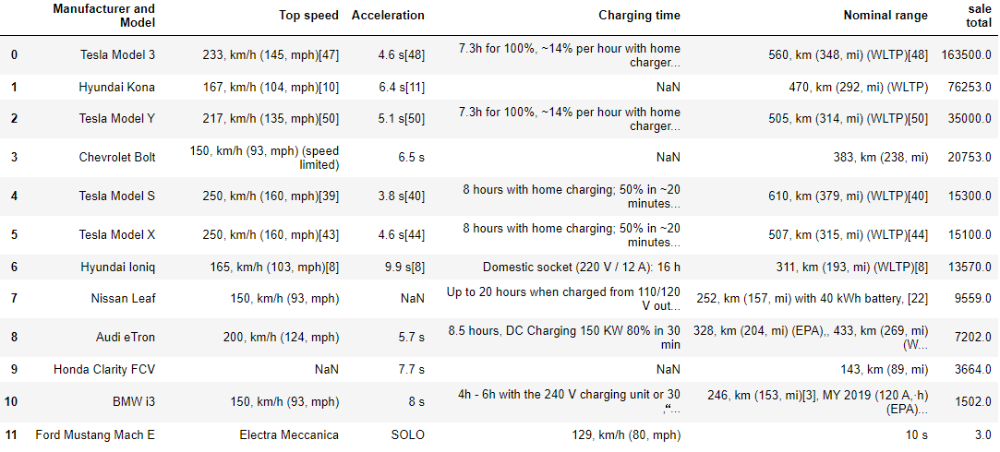 Manufacturer and Model Top speed Acceleration Charging time Nominal range sale total
0 Tesla Model 3 233, km/h (145, mph)[47] 4.6 s[48] 7.3h for 100%, ~14% per hour with home charger... 560, km (348, mi) (WLTP)[48] 163500.0
1 Hyundai Kona 167, km/h (104, mph)[10] 6.4 s[11] NaN 470, km (292, mi) (WLTP) 76253.0
2 Tesla Model Y 217, km/h (135, mph)[50] 5.1 s[50] 7.3h for 100%, ~14% per hour with home charger... 505, km (314, mi) (WLTP)[50] 35000.0
3 Chevrolet Bolt 150, km/h (93, mph) (speed limited) 6.5 s NaN 383, km (238, mi) 20753.0
4 Tesla Model S 250, km/h (160, mph)[39] 3.8 s[40] 8 hours with home charging; 50% in ~20 minutes... 610, km (379, mi) (WLTP)[40] 15300.0
5 Tesla Model X 250, km/h (160, mph)[43] 4.6 s[44] 8 hours with home charging; 50% in ~20 minutes... 507, km (315, mi) (WLTP)[44] 15100.0
6 Hyundai Ioniq 165, km/h (103, mph)[8] 9.9 s[8] Domestic socket (220 V / 12 A): 16 h 311, km (193, mi) (WLTP)[8] 13570.0
7 Nissan Leaf 150, km/h (93, mph) NaN Up to 20 hours when charged from 110/120 V out... 252, km (157, mi) with 40 kWh battery, [22] 9559.0
8 Audi eTron 200, km/h (124, mph) 5.7 s 8.5 hours, DC Charging 150 KW 80% in 30 min 328, km (204, mi) (EPA),, 433, km (269, mi) (W... 7202.0
9 Honda Clarity FCV NaN 7.7 s NaN 143, km (89, mi) 3664.0
10 BMW i3 150, km/h (93, mph) 8 s 4h - 6h with the 240 V charging unit or 30 ,“... 246, km (153, mi)[3], MY 2019 (120 A,·h) (EPA)... 1502.0
11 Ford Mustang Mach E Electra Meccanica SOLO 129, km/h (80, mph) 10 s 3.0